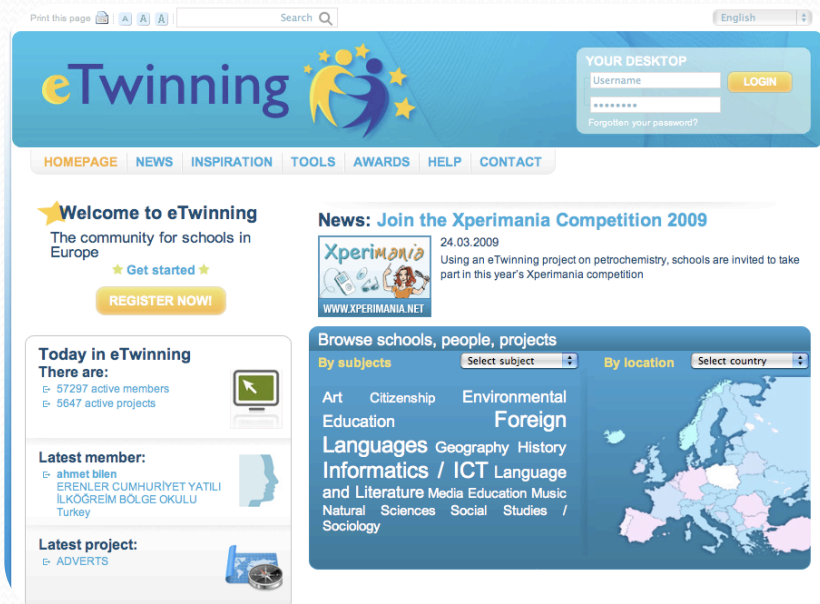 Print this page A A A Search
English
eTwinning
YOUR DESKTOP
Username
LOGIN
••••••••
Forgotten your password?
HOMEPAGE NEWS INSPIRATION TOOLS AWARDS HELP CONTACT
Welcome to eTwinning
The community for schools in
Europe
Get started
REGISTER NOW!
News: Join the Xperimania Competition 2009
Xperimania
WWW.XPERIMANIA.NET
24.03.2009
Using an eTwinning project on petrochemistry, schools are invited to take
part in this year's Xperimania competition
Today in eTwinning
There are:
57297 active members
5647 active projects
Latest member:
ahmet bilen
ERENLER CUMHURİYET YATILI
İLKÖĞREİM BÖLGE OKULU
Turkey
Latest project:
ADVERTS
Browse schools, people, projects
By subjects Select subject
By location Select country
Art Citizenship Environmental
Education Foreign
Languages Geography History
Informatics / ICT Language
and Literature Media Education Music
Natural Sciences Social Studies /
Sociology